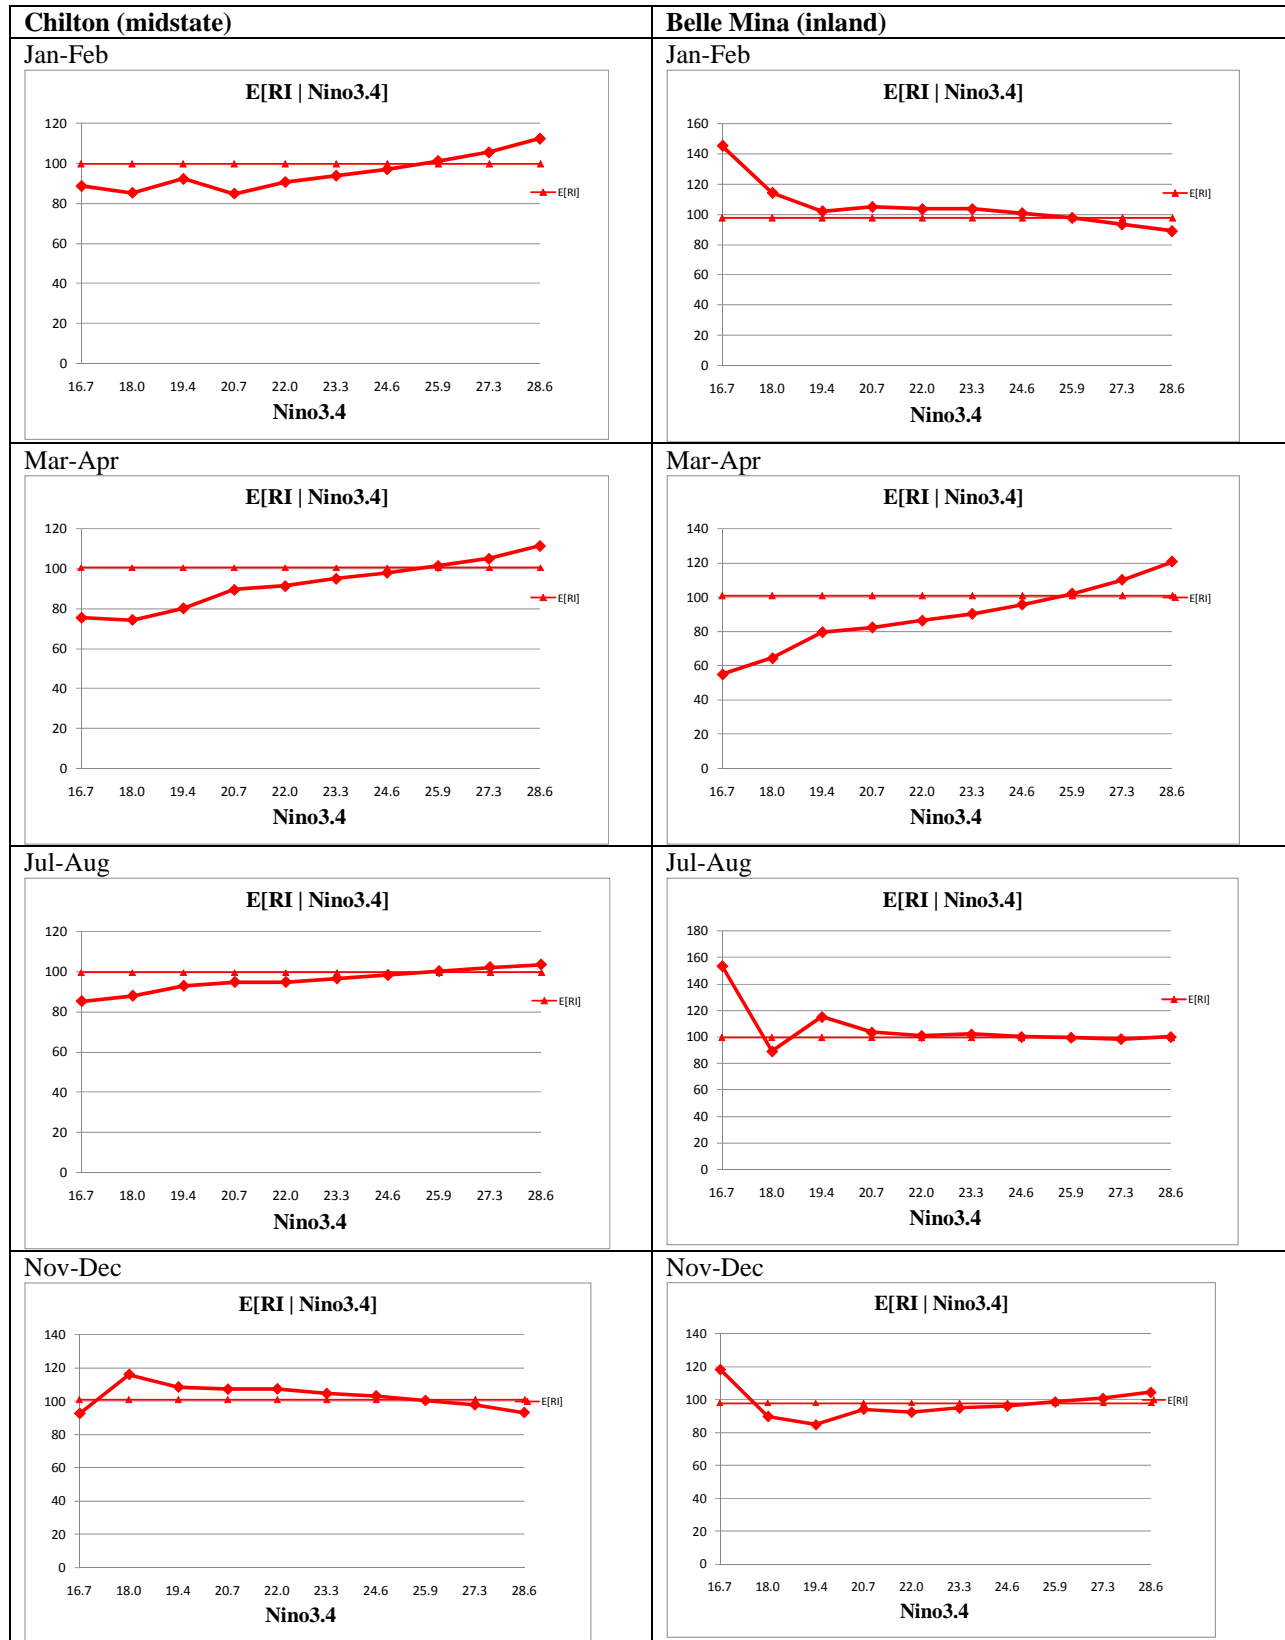 Chilton (midstate)
Belle Mina (inland)
Jan-Feb
E[RI | Nino3.4]
120
100
80
60
40
20
0
16.7 18.0 19.4 20.7 22.0 23.3 24.6 25.9 27.3 28.6
Nino3.4
E[RI]
Jan-Feb
E[RI | Nino3.4]
160
140
120
100
80
60
40
20
0
16.7 18.0 19.4 20.7 22.0 23.3 24.6 25.9 27.3 28.6
Nino3.4
E[RI]
Mar-Apr
E[RI | Nino3.4]
120
100
80
60
40
20
0
16.7 18.0 19.4 20.7 22.0 23.3 24.6 25.9 27.3 28.6
Nino3.4
E[RI]
Mar-Apr
E[RI | Nino3.4]
140
120
100
80
60
40
20
0
16.7 18.0 19.4 20.7 22.0 23.3 24.6 25.9 27.3 28.6
Nino3.4
E[RI]
Jul-Aug
E[RI | Nino3.4]
120
100
80
60
40
20
0
16.7 18.0 19.4 20.7 22.0 23.3 24.6 25.9 27.3 28.6
Nino3.4
E[RI]
Jul-Aug
E[RI | Nino3.4]
180
160
140
120
100
80
60
40
20
0
16.7 18.0 19.4 20.7 22.0 23.3 24.6 25.9 27.3 28.6
Nino3.4
E[RI]
Nov-Dec
E[RI | Nino3.4]
140
120
100
80
60
40
20
0
16.7 18.0 19.4 20.7 22.0 23.3 24.6 25.9 27.3 28.6
Nino3.4
E[RI]
Nov-Dec
E[RI | Nino3.4]
140
120
100
80
60
40
20
0
16.7 18.0 19.4 20.7 22.0 23.3 24.6 25.9 27.3 28.6
Nino3.4
E[RI]